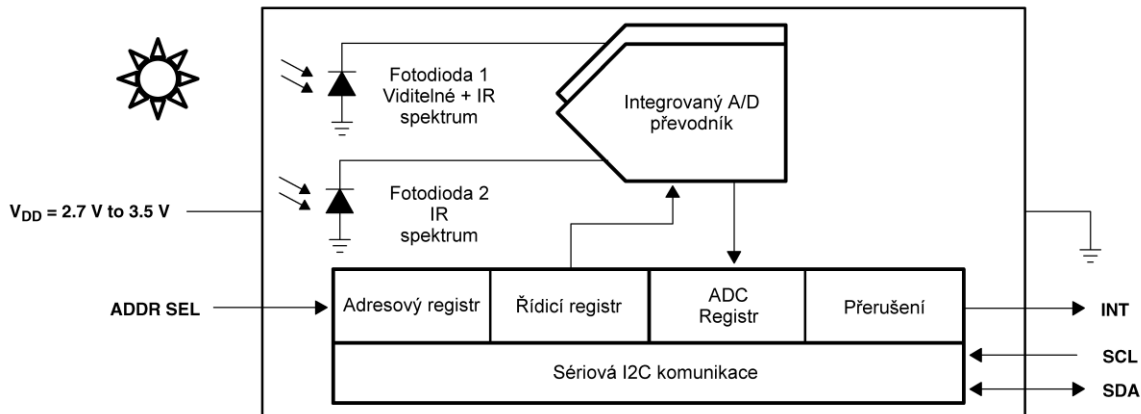 Fotodioda 1
Viditelné + IR
spektrum
Integrovaný A/D
převodník
Fotodioda 2
IR
spektrum
VDD = 2.7 V to 3.5 V
ADDR SEL
Adresový registr
Řídicí registr
ADC
Registr
Přerušení
INT
Sériová I2C komunikace
SCL
SDA